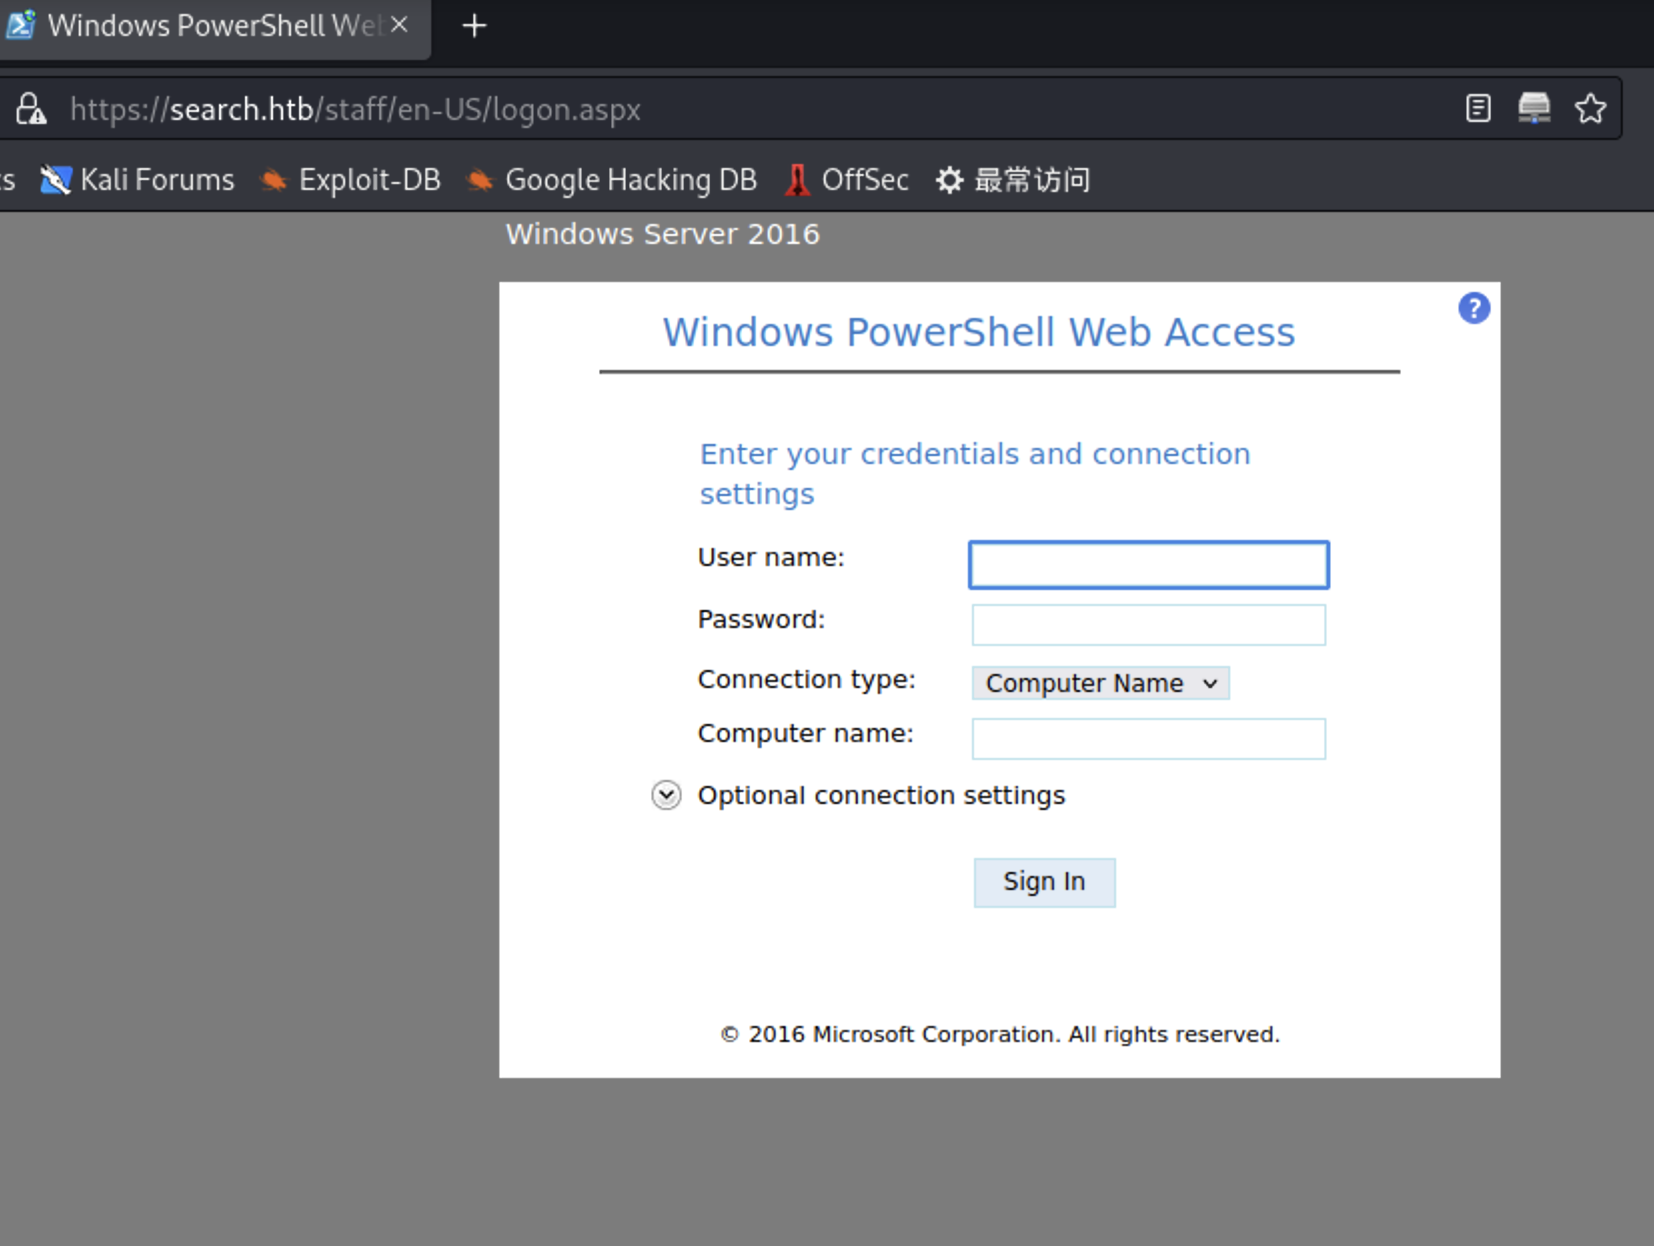 Windows PowerShell Web
https://search.htb/staff/en-US/logon.aspx
s Kali Forums Exploit-DB Google Hacking DB OffSec 最常访问
Windows Server 2016
?
Windows PowerShell Web Access
Enter your credentials and connection
settings
User name:
Password:
Connection type: Computer Name
Computer name:
Optional connection settings
Sign In
© 2016 Microsoft Corporation. All rights reserved.